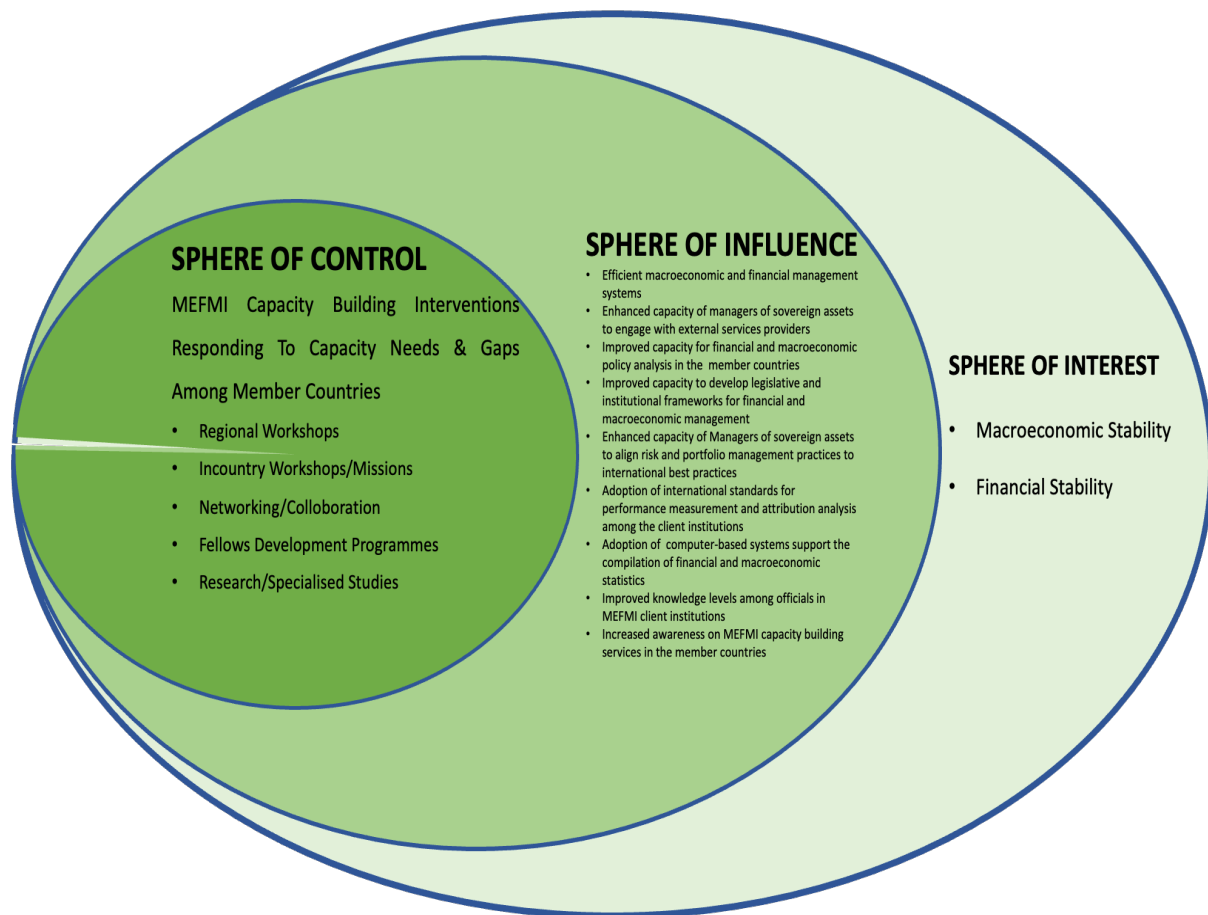 SPHERE OF CONTROL
MEFMI Capacity Building Interventions
Responding To Capacity Needs & Gaps
Among Member Countries
• Regional Workshops
• Incountry Workshops/Missions
• Networking/Colloboration
• Fellows Development Programmes
• Research/Specialised Studies
SPHERE OF INFLUENCE
• Efficient macroeconomic and financial management
systems
• Enhanced capacity of managers of sovereign assets
to engage with external services providers
• Improved capacity for financial and macroeconomic
policy analysis in the member countries
• Improved capacity to develop legislative and
institutional frameworks for financial and
macroeconomic management
• Enhanced capacity of Managers of sovereign assets
to align risk and portfolio management practices to
international best practices
• Adoption of international standards for
performance measurement and attribution analysis
among the client institutions
• Adoption of computer-based systems support the
compilation of financial and macroeconomic
statistics
• Improved knowledge levels among officials in
MEFMI client institutions
• Increased awareness on MEFMI capacity building
services in the member countries
SPHERE OF INTEREST
• Macroeconomic Stability
• Financial Stability